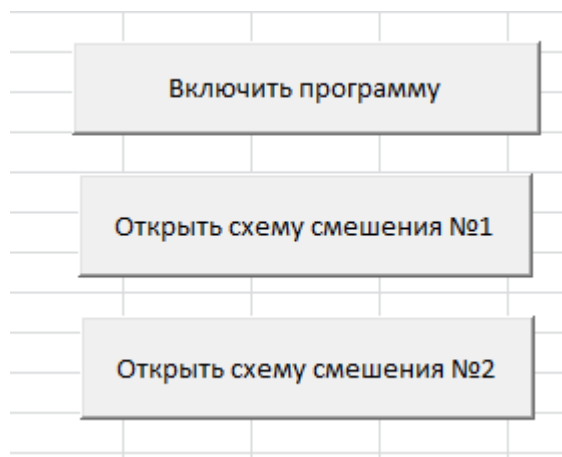 Включить программу
Открыть схему смешения №1
Открыть схему смешения №2